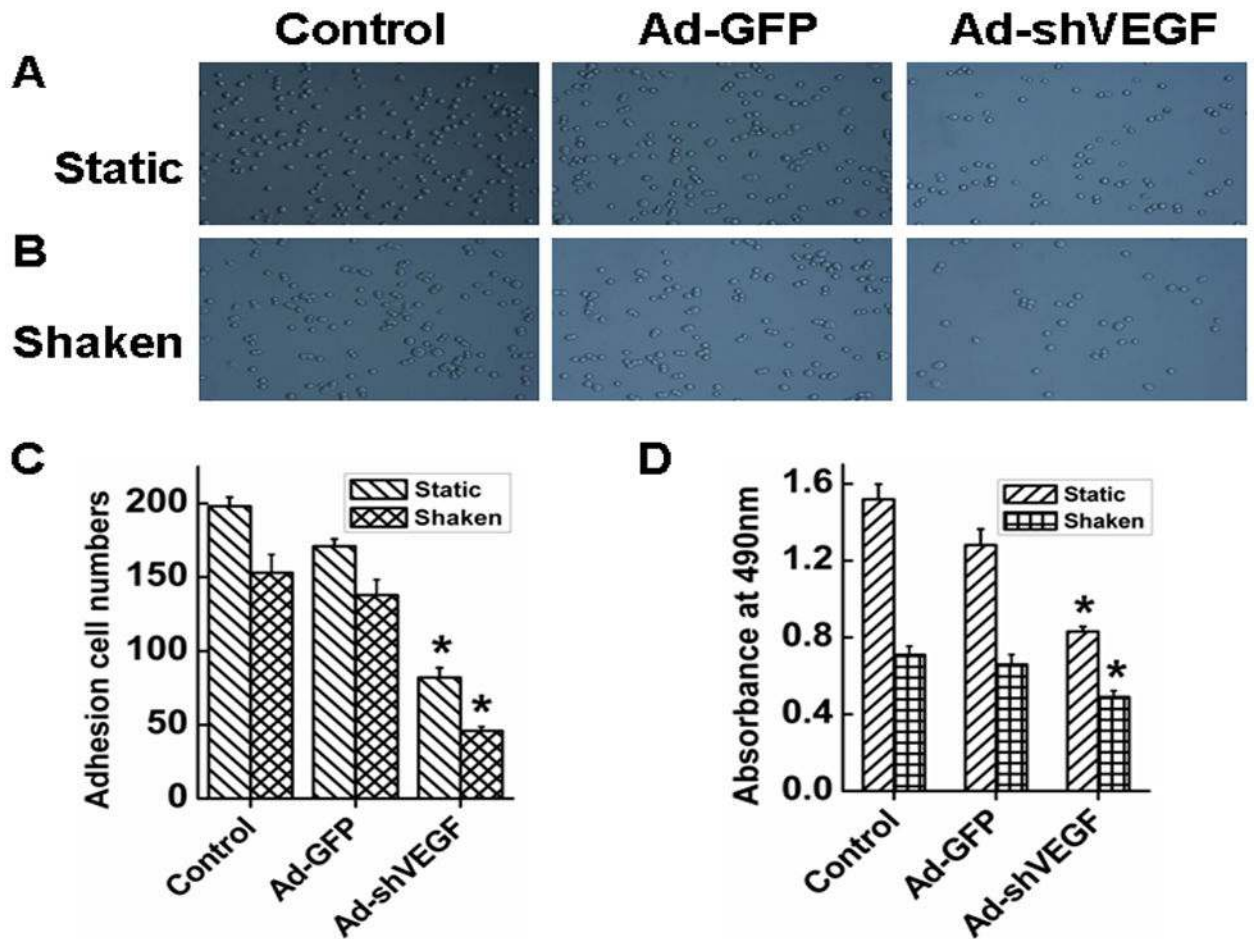 Control Ad-GFP Ad-shVEGF
A
Static
B
Shaken
C
Adhesion cell numbers
200
150
100
50
0
Static
Shaken
*
*
Control
Ad-GFP
Ad-shVEGF
D
Absorbance at 490nm
1.6
1.2
0.8
0.4
0.0
Static
Shaken
*
*
Control
Ad-GFP
Ad-shVEGF